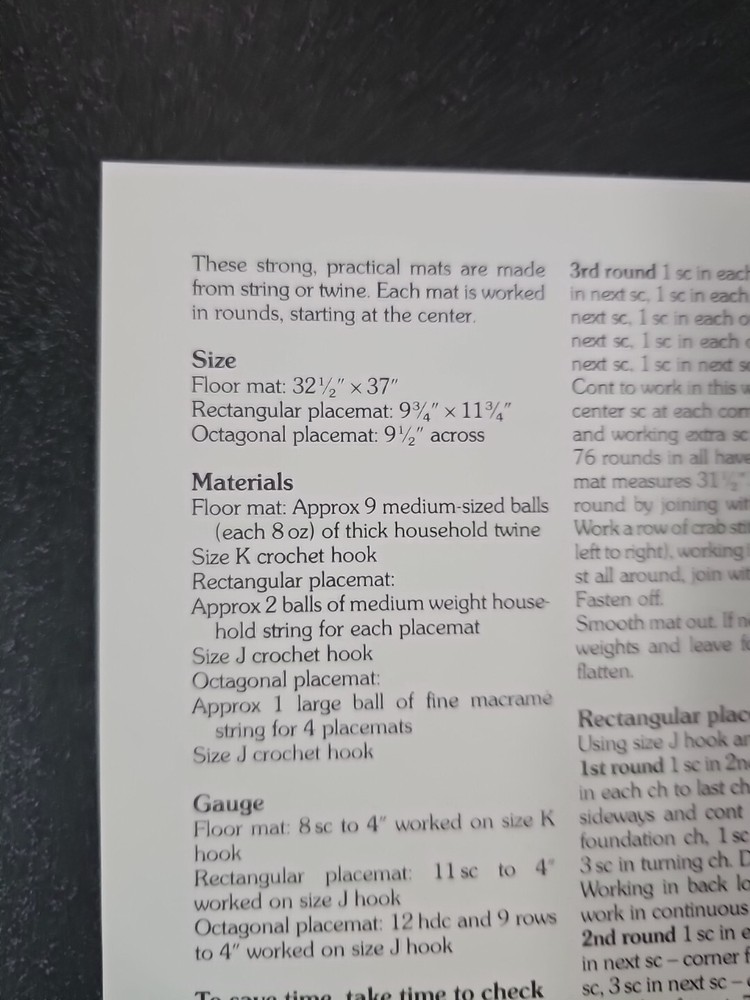 These strong, practical mats are made
from string or twine. Each mat is worked
in rounds, starting at the center.
Size
Floor mat: 32½″ × 37″
Rectangular placemat: 9¾″ × 11¾″
Octagonal placemat: 9½″ across
Materials
Floor mat: Approx 9 medium-sized balls
(each 8 oz) of thick household twine
Size K crochet hook
Rectangular placemat:
Approx 2 balls of medium weight house-
hold string for each placemat
Size J crochet hook
Octagonal placemat:
Approx 1 large ball of fine macramé
string for 4 placemats
Size J crochet hook
Gauge
Floor mat: 8 sc to 4″ worked on size K
hook
Rectangular placemat: 11 sc to 4″
worked on size J hook
Octagonal placemat: 12 hdc and 9 rows
to 4″ worked on size J hook
To save time, take time to check
3rd round 1 sc in each
in next sc, 1 sc in each
next sc, 1 sc in each
next sc, 1 sc in each
next sc, 1 sc in next
Cont to work in this
center sc at each
and working extra sc
76 rounds in all have
mat measures 31½″
round by joining
Work a row of crab
left to right), working
st all around, join
Fasten off.
Smooth mat out. If
weights and leave
flatten.
Rectangular
Using size J hook
1st round 1 sc in
in each ch to last ch
sideways and cont
foundation ch, 1 sc
3 sc in turning ch.
Working in back
work in continuous
2nd round 1 sc in
in next sc – corner
sc, 3 sc in next sc –